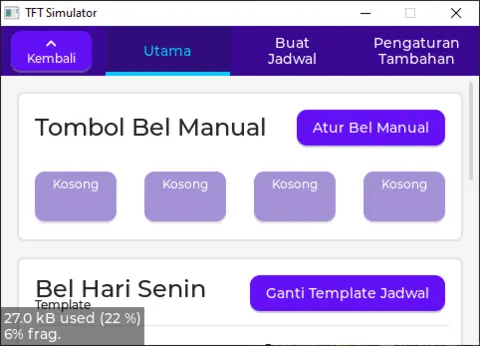 TFT Simulator
Kembali
Utama
Buat
Jadwal
Pengaturan
Tambahan
Tombol Bel Manual
Atur Bel Manual
Kosong
Kosong
Kosong
Kosong
Bel Hari Senin
Template
Ganti Template Jadwal
27.0 kB used (22 %)
6% frag.